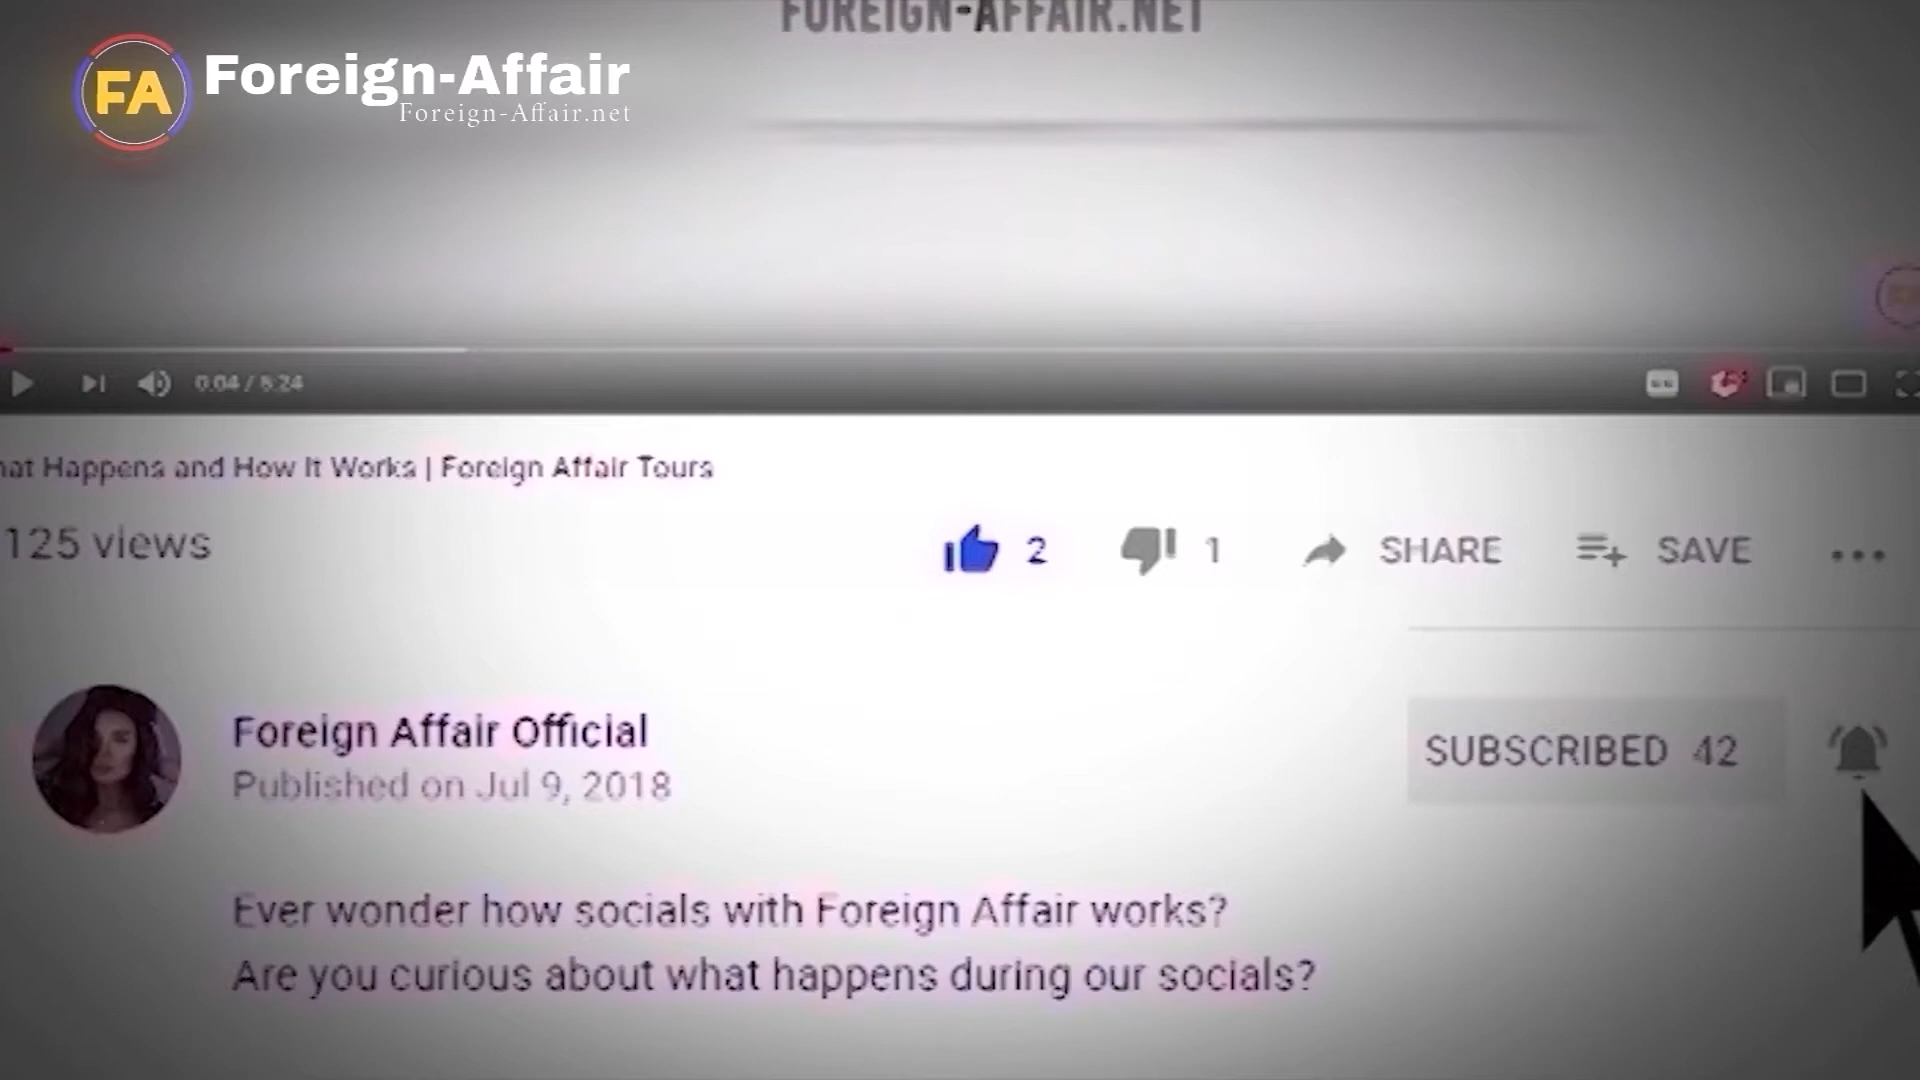 FOREIGN-AFFAIR.NET
FA
Foreign-Affair
Foreign-Affair.net
0:04 / 5:24
hat Happens and How It Works | Foreign Affair Tours
125 views
2
1
SHARE
SAVE
Foreign Affair Official
Published on Jul 9, 2018
SUBSCRIBED 42
Ever wonder how socials with Foreign Affair works?
Are you curious about what happens during our socials?